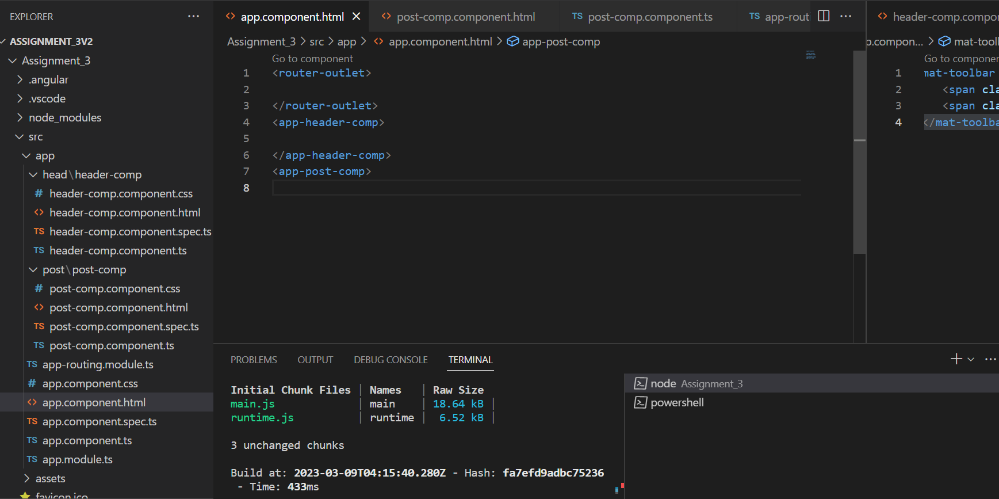 EXPLORER
ASSIGNMENT_3V2
Assignment_3
.angular
.vscode
node_modules
src
app
head\header-comp
header-comp.component.css
header-comp.component.html
header-comp.component.spec.ts
header-comp.component.ts
post\post-comp
post-comp.component.css
post-comp.component.html
post-comp.component.spec.ts
post-comp.component.ts
app-routing.module.ts
app.component.css
app.component.html
app.component.spec.ts
app.component.ts
app.module.ts
assets
favicon.ico
app.component.html post-comp.component.html TS post-comp.component.ts TS app-routi
Assignment_3 > src > app > app.component.html > app-post-comp
Go to component
1 <router-outlet>
2
3 </router-outlet>
4 <app-header-comp>
5
6 </app-header-comp>
7 <app-post-comp>
8
header-comp.compo
p.compon... > mat-tool
Go to componen
1 mat-toolbar
2 <span cla
3 <span cla
4 </mat-toolba
PROBLEMS OUTPUT DEBUG CONSOLE TERMINAL
Initial Chunk Files | Names | Raw Size
main.js | main | 18.64 kB |
runtime.js | runtime | 6.52 kB |
3 unchanged chunks
Build at: 2023-03-09T04:15:40.280Z - Hash: fa7efd9adbc75236
- Time: 433ms
node Assignment_3
powershell